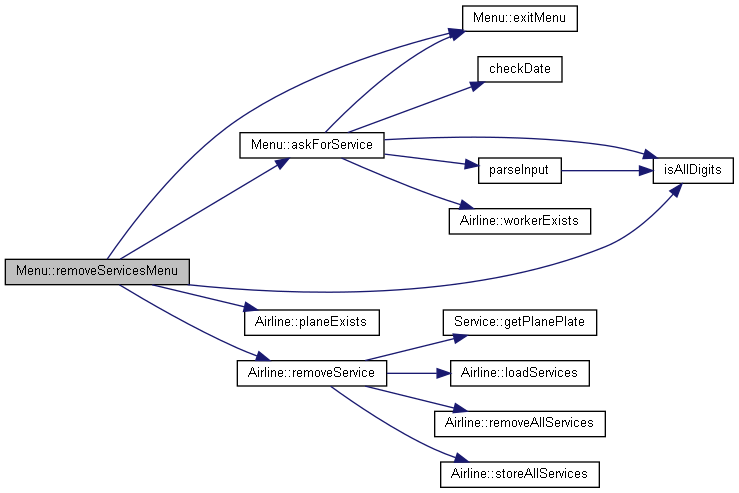 Menu::exitMenu
checkDate
Menu::askForService
parseInput
isAllDigits
Airline::workerExists
Menu::removeServicesMenu
Airline::planeExists
Service::getPlanePlate
Airline::removeService
Airline::loadServices
Airline::removeAllServices
Airline::storeAllServices